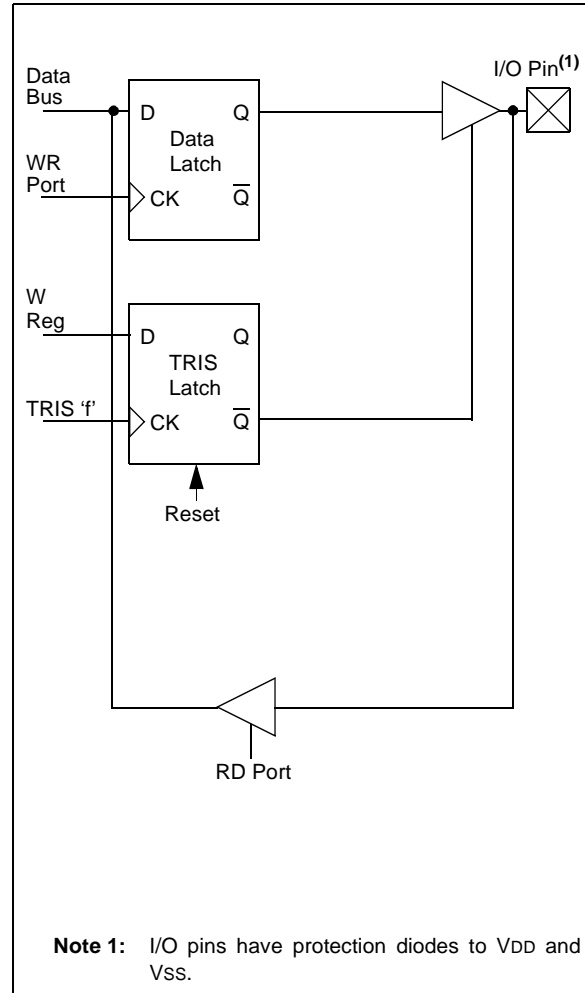 Data
Bus
I/O Pin(1)
D
Q
Data
Latch
WR
Port
CK
Q̅
W
Reg
D
Q
TRIS
Latch
TRIS ‘f’
CK
Q̅
Reset
RD Port
Note 1: I/O pins have protection diodes to VDD and
VSS.